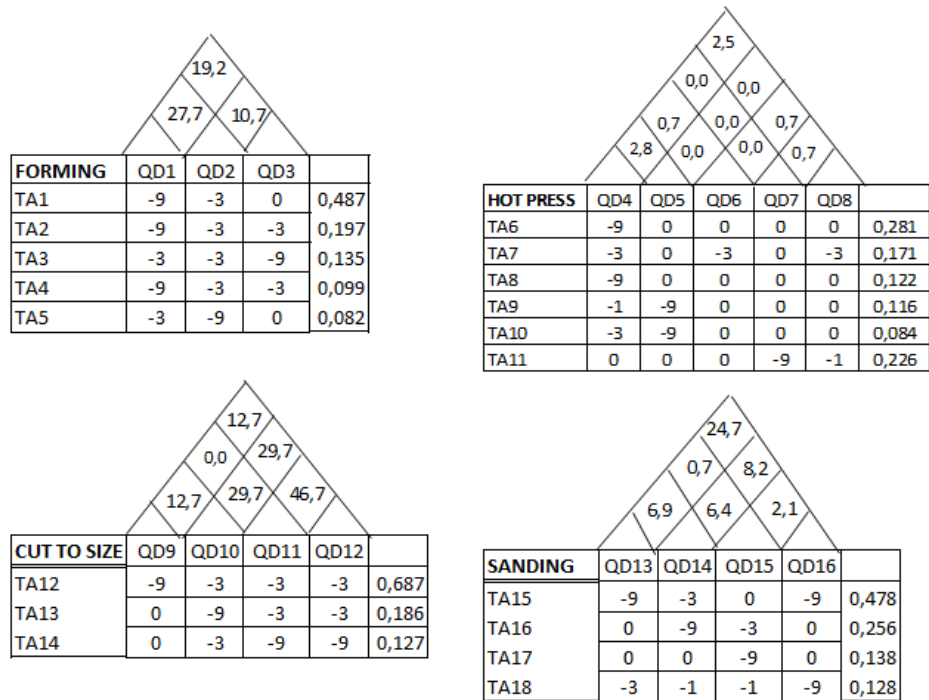 19,2
27,7 10,7
FORMING QD1 QD2 QD3
TA1 -9 -3 0 0,487
TA2 -9 -3 -3 0,197
TA3 -3 -3 -9 0,135
TA4 -9 -3 -3 0,099
TA5 -3 -9 0 0,082
2,5
0,0 0,0
0,7 0,0 0,7
2,8 0,0 0,0 0,7
HOT PRESS QD4 QD5 QD6 QD7 QD8
TA6 -9 0 0 0 0 0,281
TA7 -3 0 -3 0 -3 0,171
TA8 -9 0 0 0 0 0,122
TA9 -1 -9 0 0 0 0,116
TA10 -3 -9 0 0 0 0,084
TA11 0 0 0 -9 -1 0,226
12,7
0,0 29,7
12,7 29,7 46,7
CUT TO SIZE QD9 QD10 QD11 QD12
TA12 -9 -3 -3 -3 0,687
TA13 0 -9 -3 -3 0,186
TA14 0 -3 -9 -9 0,127
24,7
0,7 8,2
6,9 6,4 2,1
SANDING QD13 QD14 QD15 QD16
TA15 -9 -3 0 -9 0,478
TA16 0 -9 -3 0 0,256
TA17 0 0 -9 0 0,138
TA18 -3 -1 -1 -9 0,128